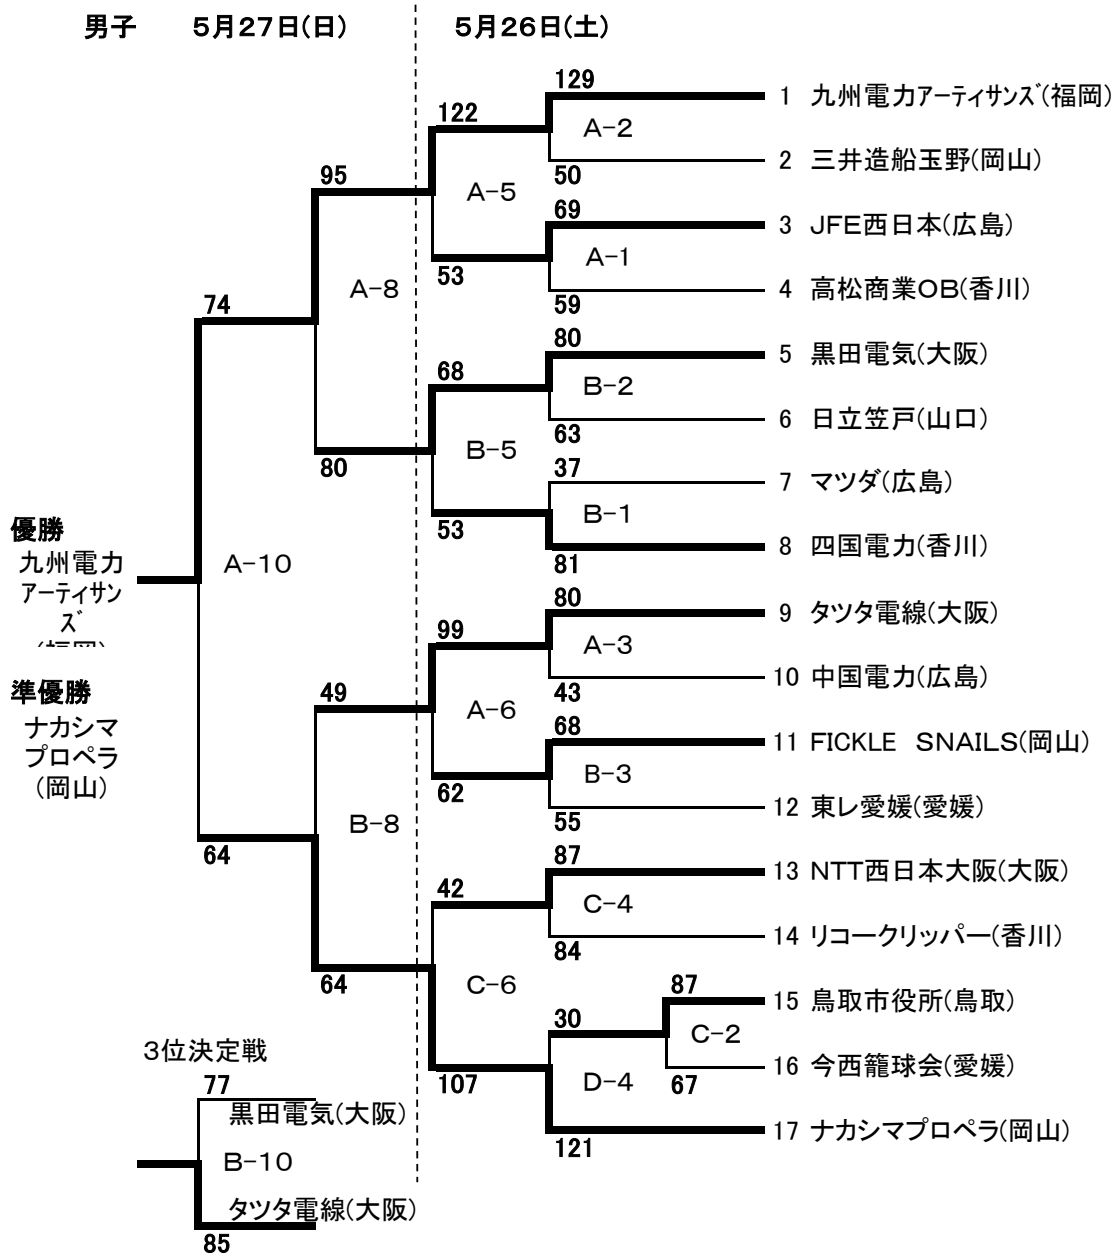 男子 5月27日(日) 5月26日(土)
129
1 九州電力アーティサンズ(福岡)
122
A-2
2 三井造船玉野(岡山)
50
95
A-5
69
3 JFE西日本(広島)
A-1
53
4 高松商業OB(香川)
59
A-8
74
80
5 黒田電気(大阪)
68
B-2
6 日立笠戸(山口)
63
B-5
80
37
7 マツダ(広島)
B-1
53
8 四国電力(香川)
81
優勝
九州電力
アーティサン
ズ
(福岡)
A-10
80
9 タツタ電線(大阪)
99
A-3
10 中国電力(広島)
43
準優勝
ナカシマ
プロペラ
(岡山)
49
A-6
68
11 FICKLE SNAILS(岡山)
B-3
62
12 東レ愛媛(愛媛)
55
B-8
64
87
13 NTT西日本大阪(大阪)
42
C-4
14 リコークリッパー(香川)
84
C-6
64
87
15 鳥取市役所(鳥取)
30
C-2
16 今西籠球会(愛媛)
67
D-4
107
17 ナカシマプロペラ(岡山)
121
3位決定戦
77
黒田電気(大阪)
B-10
タツタ電線(大阪)
85